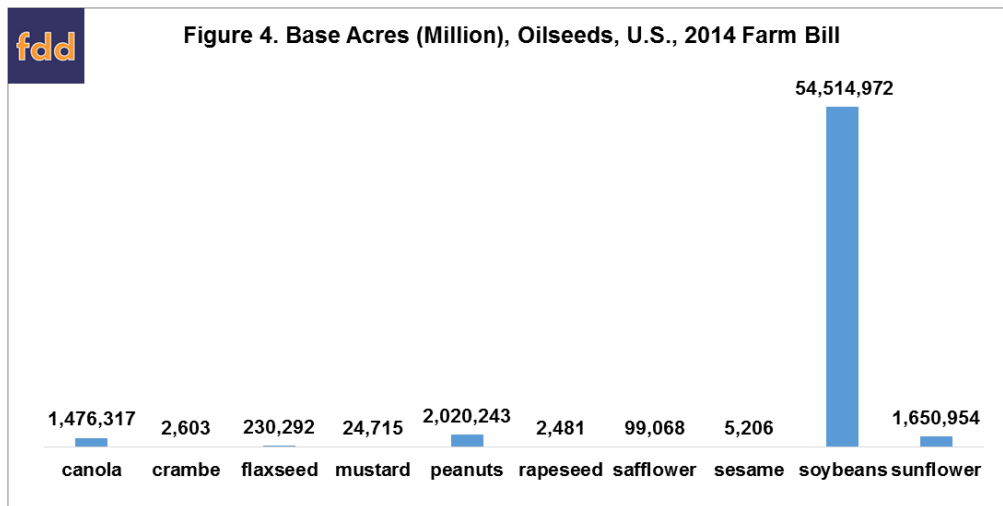 fdd
Figure 4. Base Acres (Million), Oilseeds, U.S., 2014 Farm Bill
54,514,972
1,476,317 2,603 230,292 24,715 2,020,243 2,481 99,068 5,206 1,650,954
canola crambe flaxseed mustard peanuts rapeseed safflower sesame soybeans sunflower